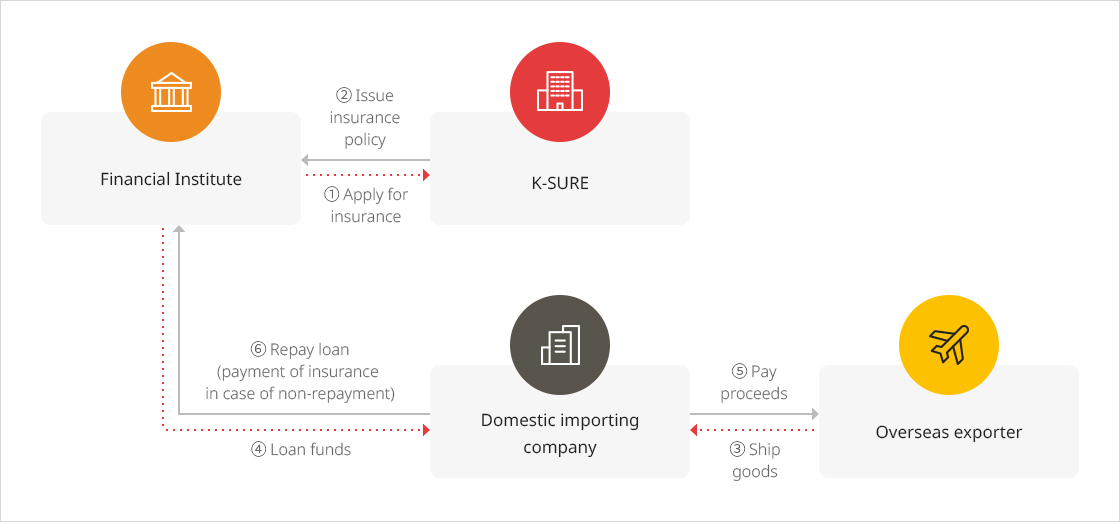 ② Issue
insurance
policy
Financial Institute
K-SURE
① Apply for
insurance
⑥ Repay loan
(payment of insurance
in case of non-repayment)
④ Loan funds
Domestic importing
company
⑤ Pay
proceeds
③ Ship
goods
Overseas exporter